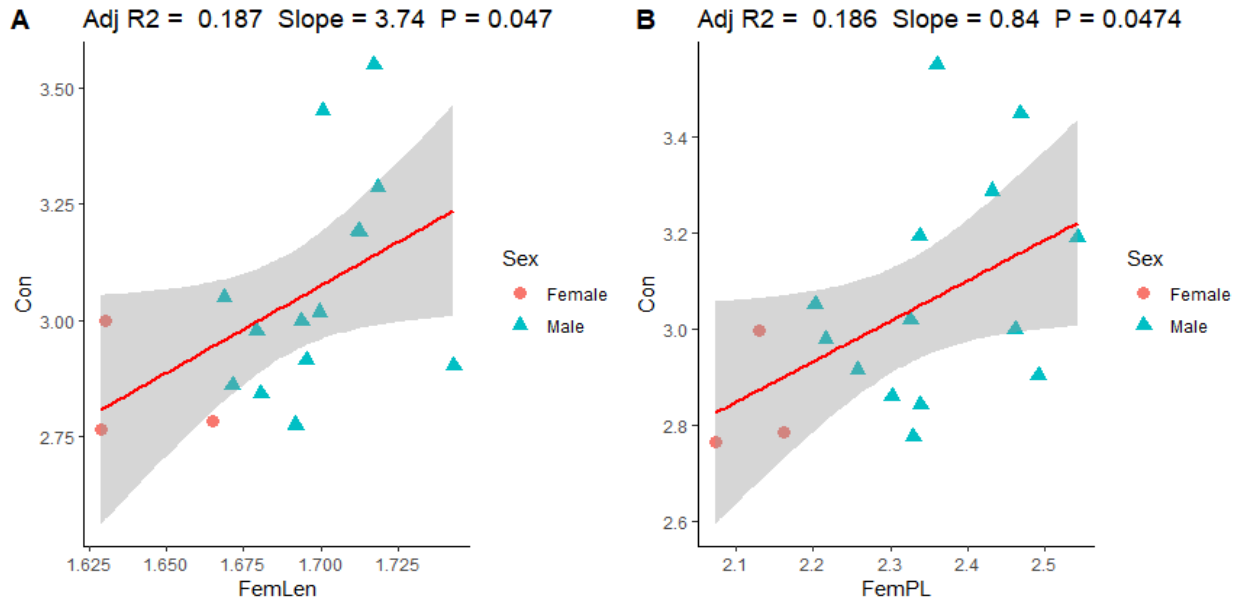 A Adj R2 = 0.187 Slope = 3.74 P = 0.047
3.50
3.25
3.00
2.75
Con
1.625 1.650 1.675 1.700 1.725
FemLen
Sex
Female
Male
B Adj R2 = 0.186 Slope = 0.84 P = 0.0474
3.4
3.2
3.0
2.8
2.6
Con
2.1 2.2 2.3 2.4 2.5
FemPL
Sex
Female
Male